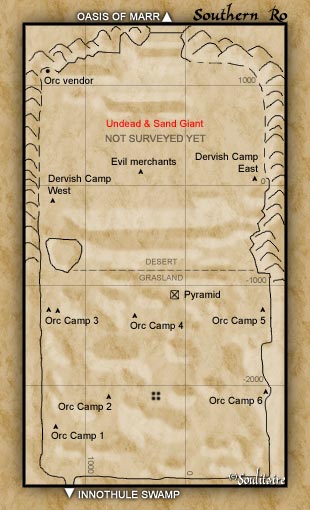 OASIS OF MARR
Southern Ro
Orc vendor
1000
Undead & Sand Giant
NOT SURVEYED YET
Evil merchants
Dervish Camp
East
Dervish Camp
West
0
DESERT
GRASLAND
-1000
Pyramid
Orc Camp 3
Orc Camp 4
Orc Camp 5
-2000
Orc Camp 2
Orc Camp 6
Orc Camp 1
1000
0
©Soulitaire
INNOTHULE SWAMP